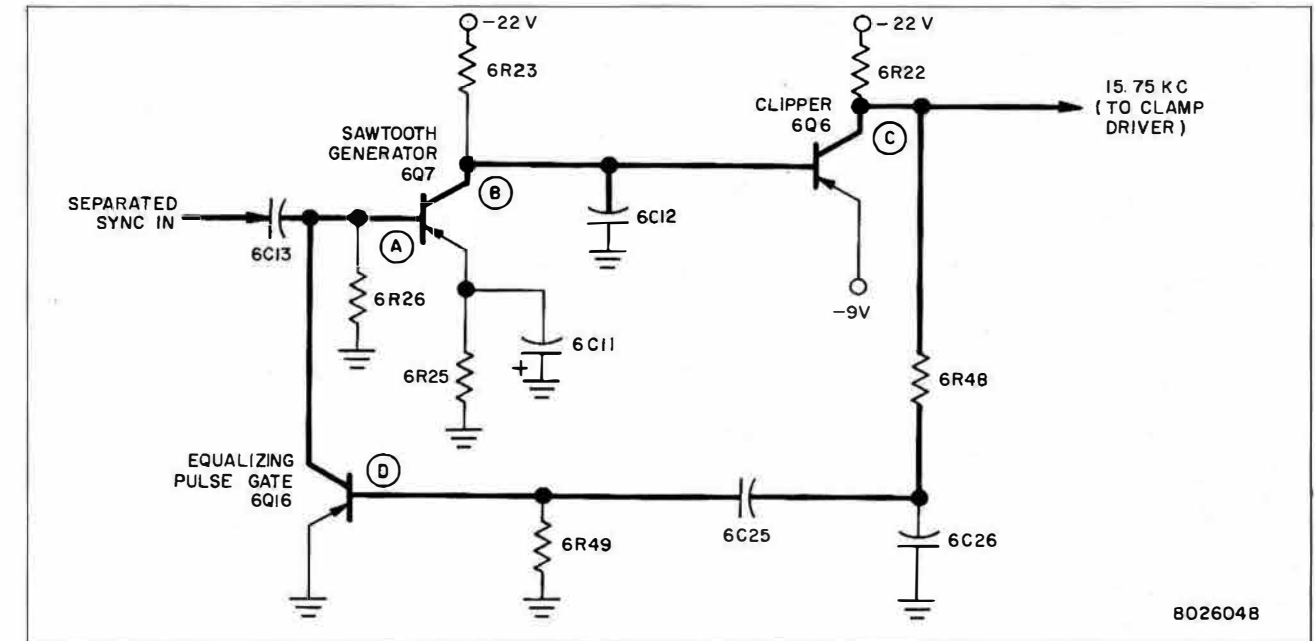 -22 V
6R23
-22 V
6R22
15.75 KC
(TO CLAMP
DRIVER)
CLIPPER
6Q6
C
SAWTOOTH
GENERATOR
6Q7
B
SEPARATED
SYNC IN
6C13
A
6C12
6R26
-9V
6C11
+
6R25
6R48
EQUALIZING
PULSE GATE
6Q16
D
6R49
6C25
6C26
8026048